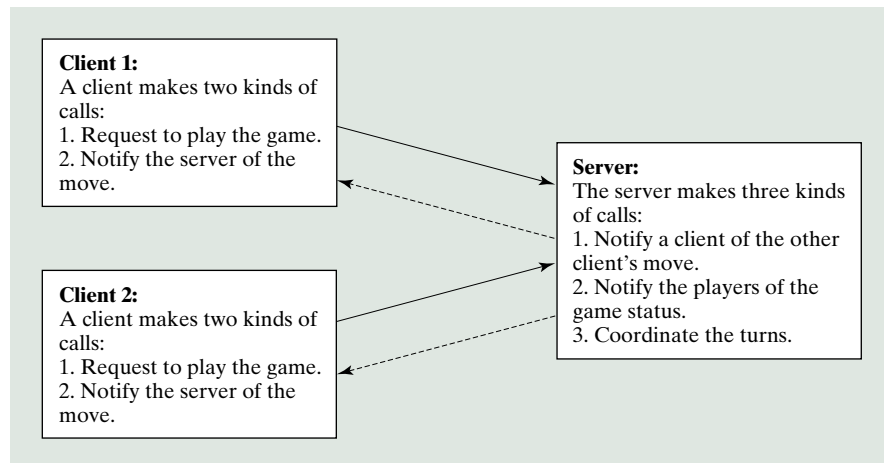 Client 1:
A client makes two kinds of
calls:
1. Request to play the game.
2. Notify the server of the
move.
Client 2:
A client makes two kinds of
calls:
1. Request to play the game.
2. Notify the server of the
move.
Server:
The server makes three kinds
of calls:
1. Notify a client of the other
client’s move.
2. Notify the players of the
game status.
3. Coordinate the turns.